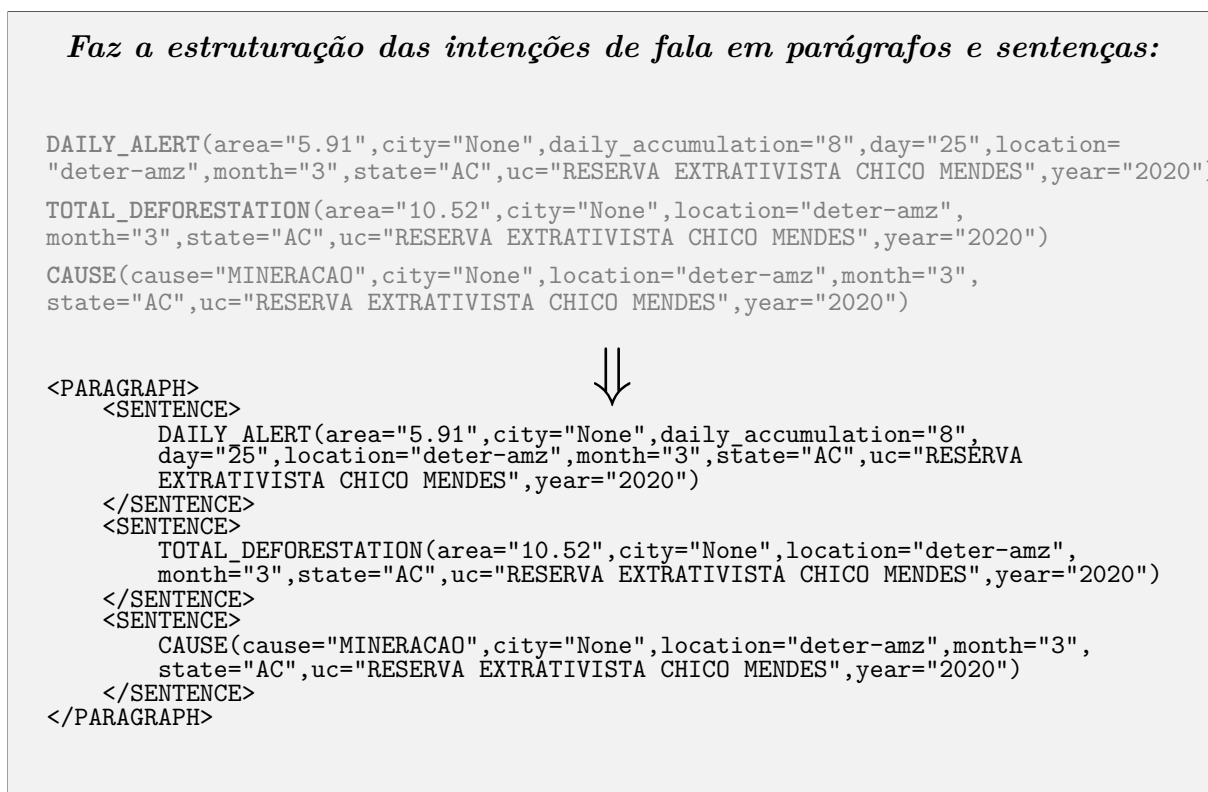 Faz a estruturação das intenções de fala em parágrafos e sentenças:
DAILY_ALERT(area="5.91",city="None",daily_accumulation="8",day="25",location=
"deter-amz",month="3",state="AC",uc="RESERVA EXTRATIVISTA CHICO MENDES",year="2020")
TOTAL_DEFORESTATION(area="10.52",city="None",location="deter-amz",
month="3",state="AC",uc="RESERVA EXTRATIVISTA CHICO MENDES",year="2020")
CAUSE(cause="MINERACAO",city="None",location="deter-amz",month="3",
state="AC",uc="RESERVA EXTRATIVISTA CHICO MENDES",year="2020")
<PARAGRAPH>
<SENTENCE>
DAILY_ALERT(area="5.91",city="None",daily_accumulation="8",
day="25",location="deter-amz",month="3",state="AC",uc="RESERVA
EXTRATIVISTA CHICO MENDES",year="2020")
</SENTENCE>
<SENTENCE>
TOTAL_DEFORESTATION(area="10.52",city="None",location="deter-amz",
month="3",state="AC",uc="RESERVA EXTRATIVISTA CHICO MENDES",year="2020")
</SENTENCE>
<SENTENCE>
CAUSE(cause="MINERACAO",city="None",location="deter-amz",month="3",
state="AC",uc="RESERVA EXTRATIVISTA CHICO MENDES",year="2020")
</SENTENCE>
</PARAGRAPH>